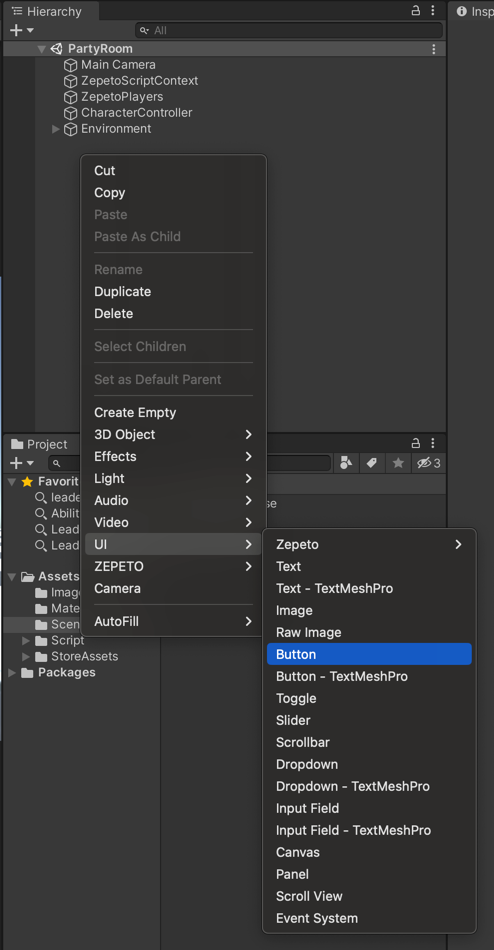 Hierarchy
Insp
All
PartyRoom
Main Camera
ZepetoScriptContext
ZepetoPlayers
CharacterController
Environment
Cut
Copy
Paste
Paste As Child
Rename
Duplicate
Delete
Select Children
Set as Default Parent
Create Empty
3D Object
Effects
Light
Audio
Video
UI
ZEPETO
Camera
AutoFill
Project
3
Favorit
leade
Abilit
Lead
Lead
se
Assets
Image
Mate
Scen
Script
StoreAssets
Packages
Zepeto
Text
Text - TextMeshPro
Image
Raw Image
Button
Button - TextMeshPro
Toggle
Slider
Scrollbar
Dropdown
Dropdown - TextMeshPro
Input Field
Input Field - TextMeshPro
Canvas
Panel
Scroll View
Event System